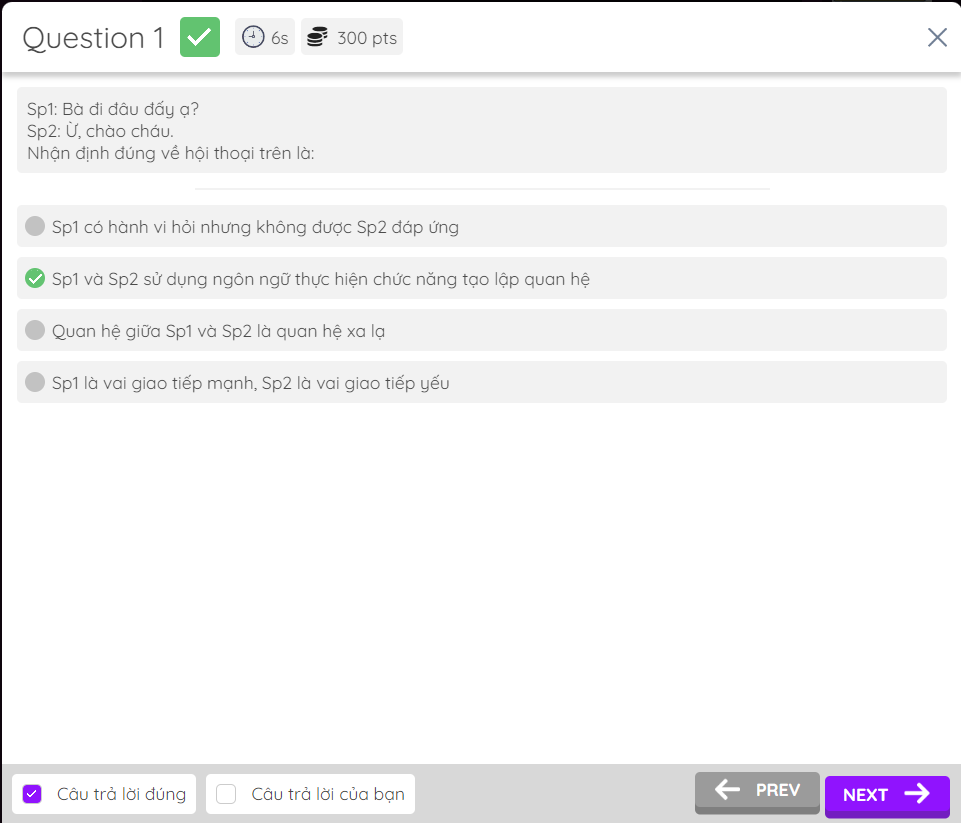 Question 1
6s
300 pts
Sp1: Bà đi đâu đấy ạ?
Sp2: Ừ, chào cháu.
Nhận định đúng về hội thoại trên là:
Sp1 có hành vi hỏi nhưng không được Sp2 đáp ứng
Sp1 và Sp2 sử dụng ngôn ngữ thực hiện chức năng tạo lập quan hệ
Quan hệ giữa Sp1 và Sp2 là quan hệ xa lạ
Sp1 là vai giao tiếp mạnh, Sp2 là vai giao tiếp yếu
Câu trả lời đúng
Câu trả lời của bạn
PREV
NEXT